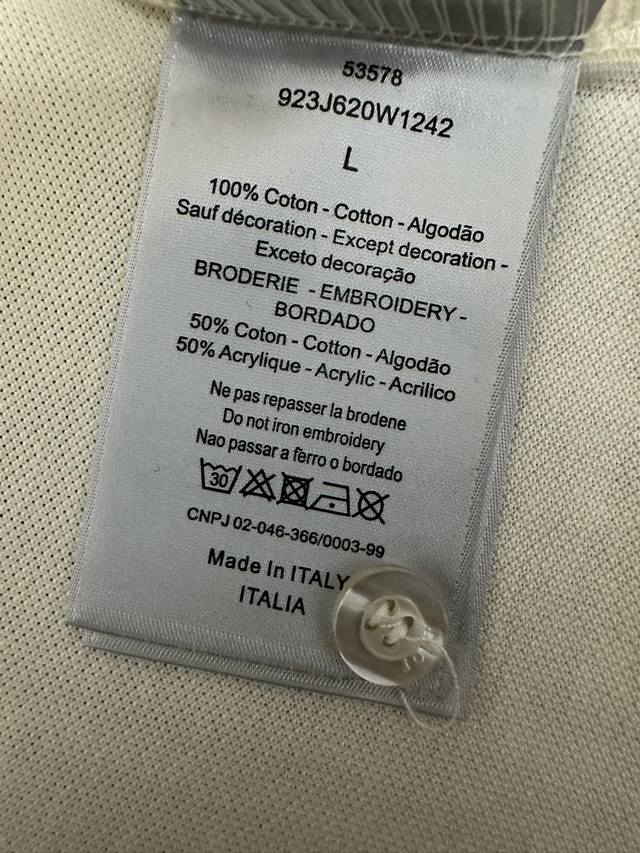 53578
923J620W1242
L
100% Coton - Cotton - Algodão
Sauf décoration - Except decoration -
Exceto decoração
BRODERIE - EMBROIDERY -
BORDADO
50% Coton - Cotton - Algodão
50% Acrylique - Acrylic - Acrilico
Ne pas repasser la brodene
Do not iron embroidery
Nao passar a ferro o bordado
30
CNPJ 02-046-366/0003-99
Made In ITALY
ITALIA